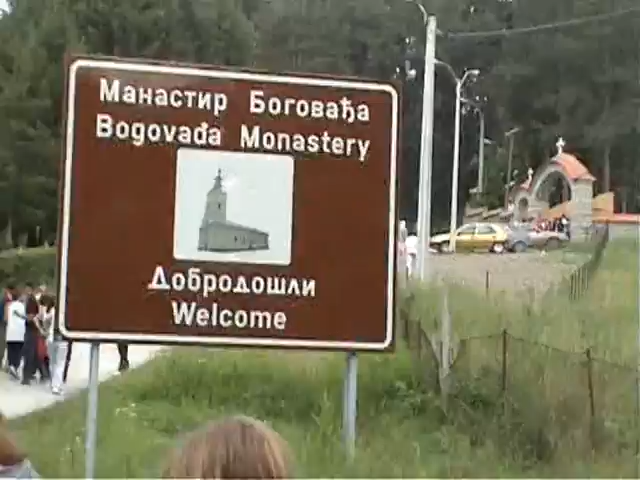 Манастир Боговађа
Bogovađa Monastery
Добродошли
Welcome